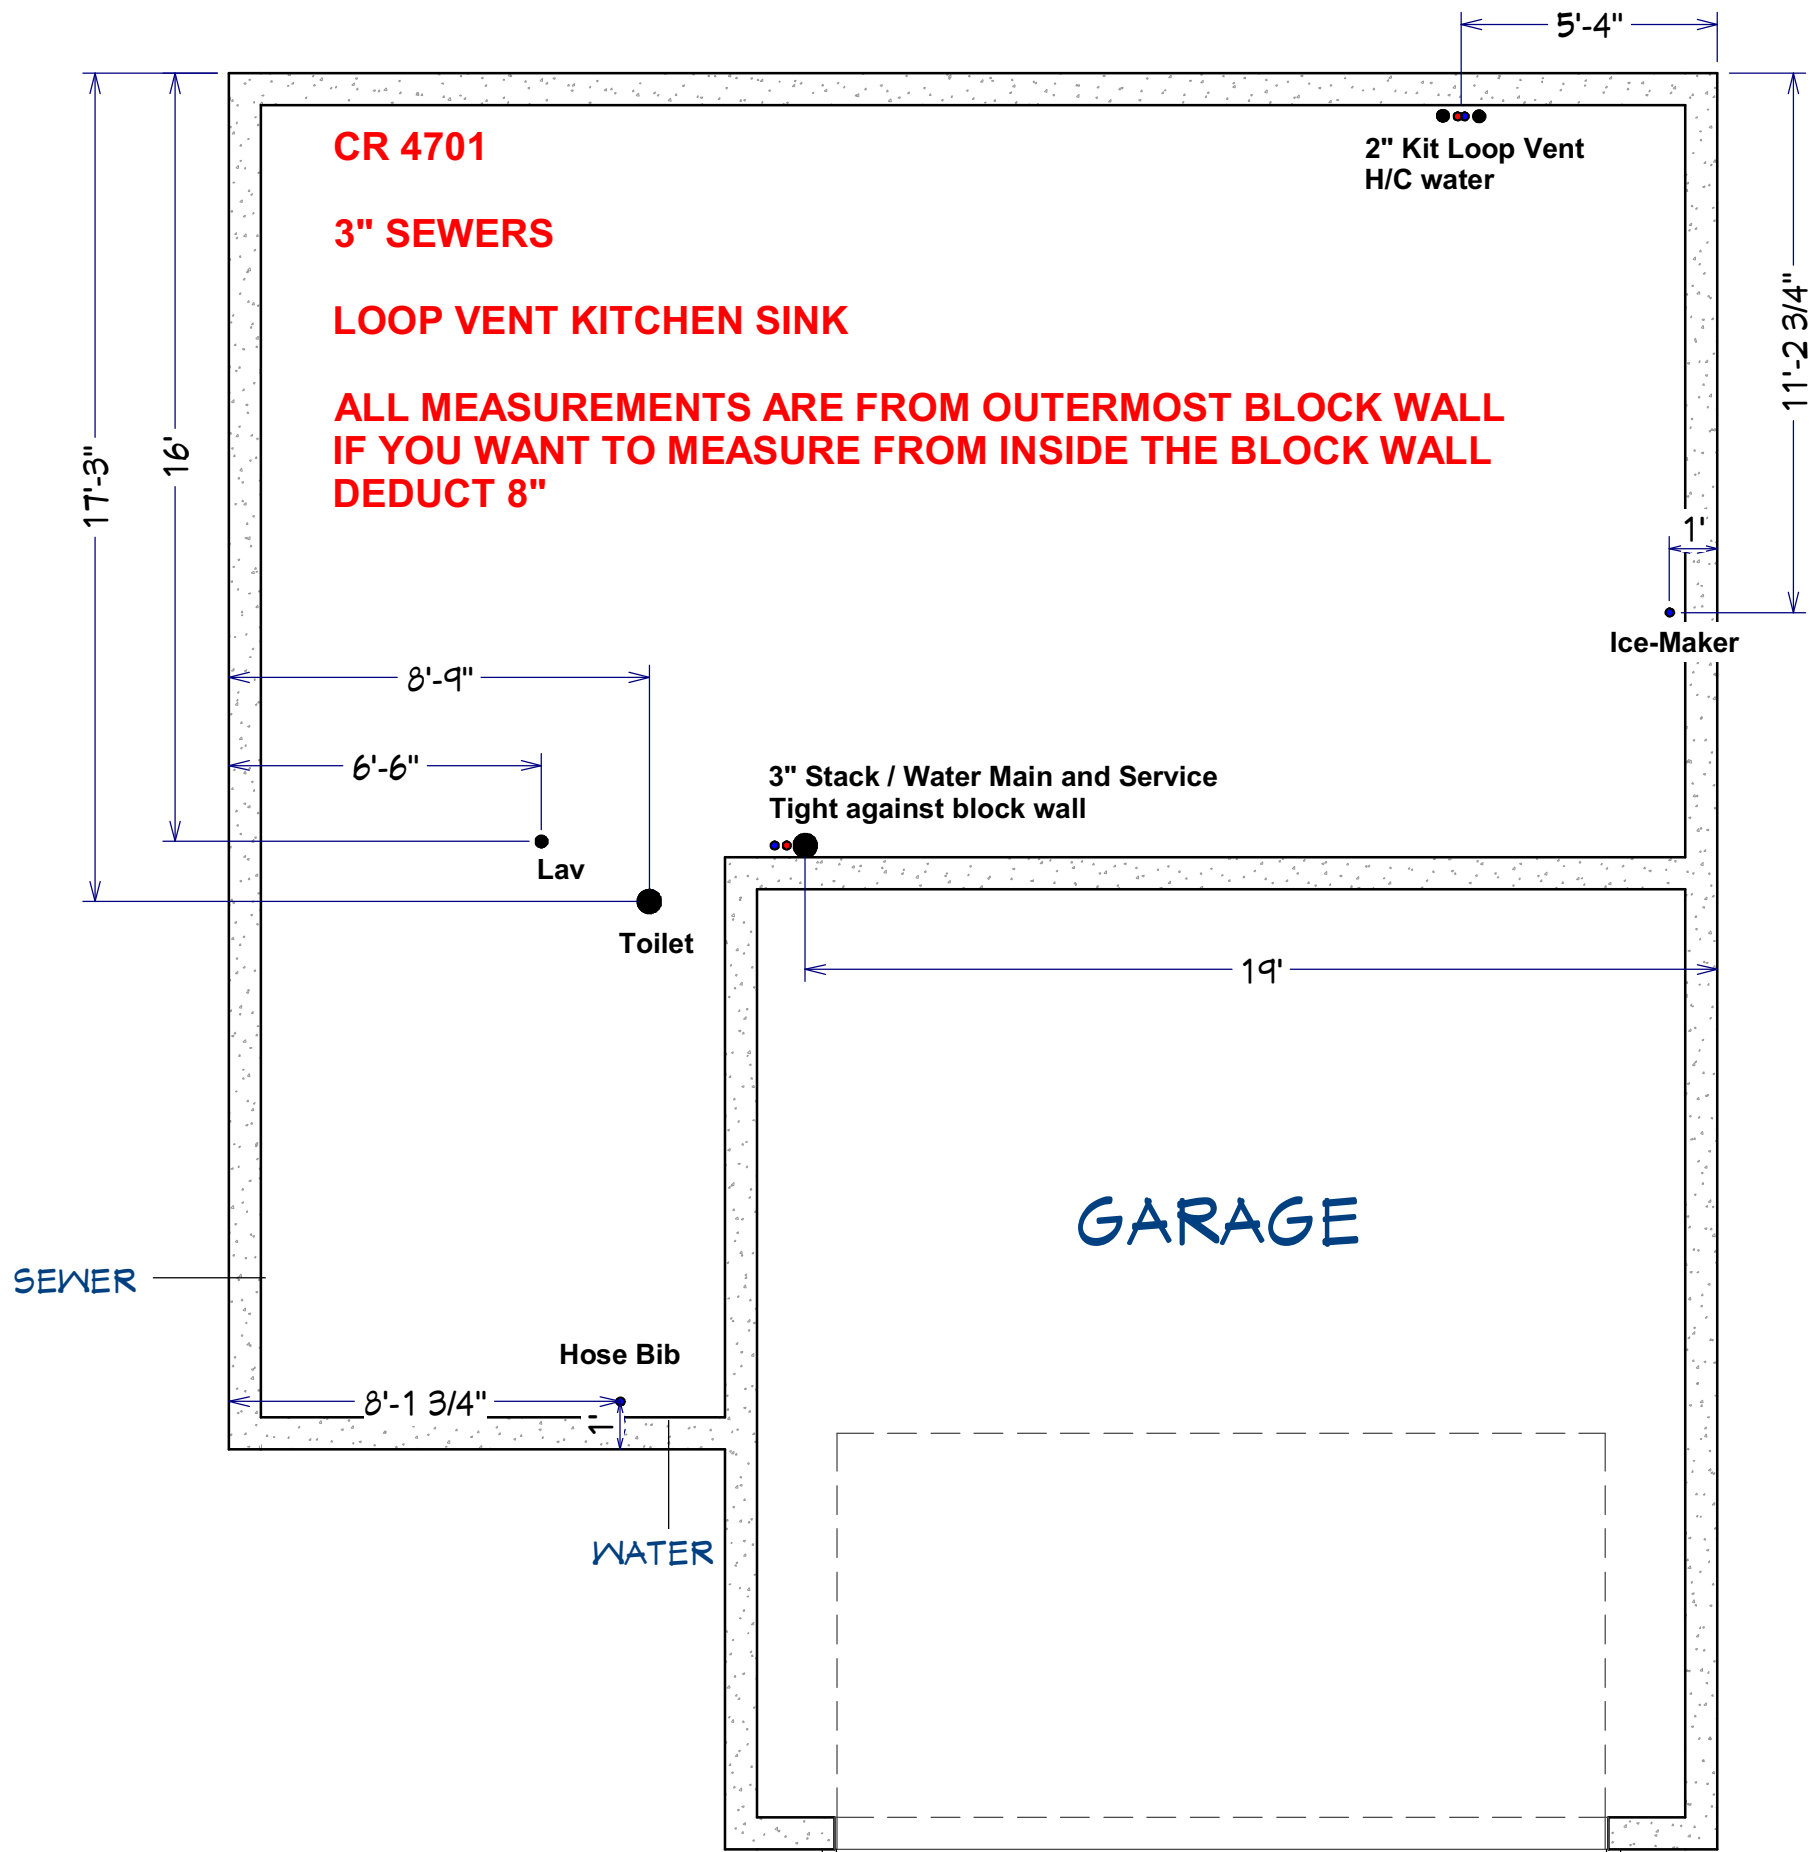 5'-4"
CR 4701
2" Kit Loop Vent
H/C water
3" SEWERS
LOOP VENT KITCHEN SINK
11'-2 3/4"
ALL MEASUREMENTS ARE FROM OUTERMOST BLOCK WALL
IF YOU WANT TO MEASURE FROM INSIDE THE BLOCK WALL
DEDUCT 8"
17'-3"
16'
1'
Ice-Maker
8'-9"
6'-6"
3" Stack / Water Main and Service
Tight against block wall
Lav
Toilet
19'
GARAGE
SEWER
Hose Bib
8'-1 3/4"
1'
WATER